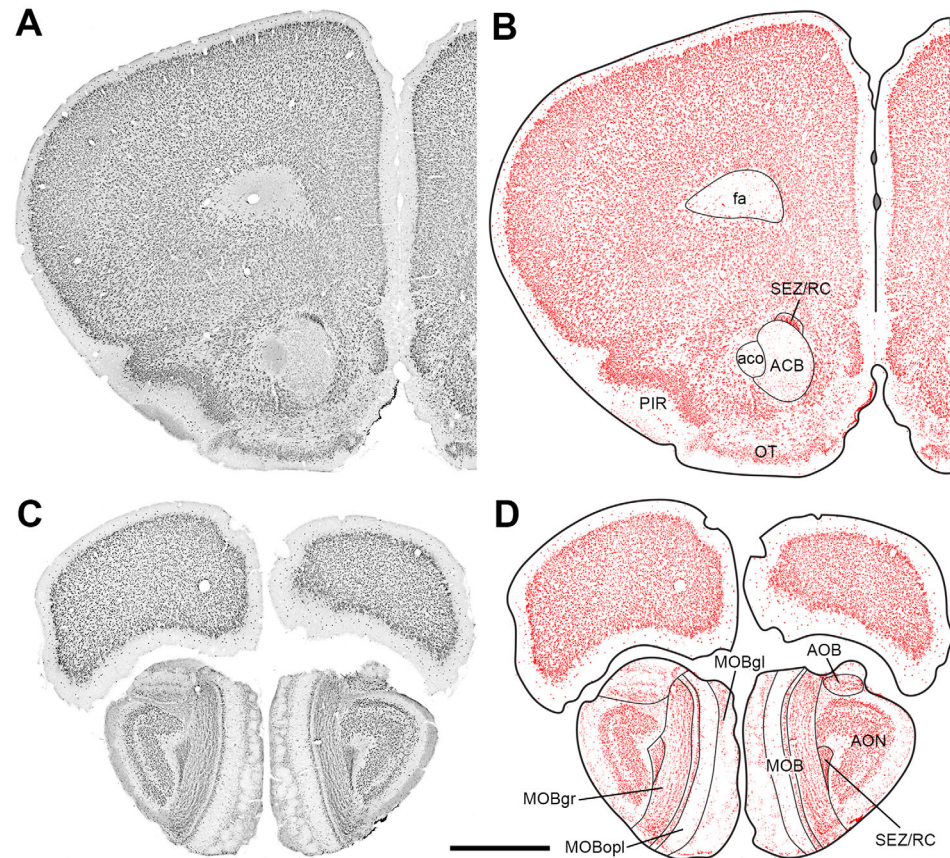 A
B
fa
SEZ/RC
aco
ACB
PIR
OT
C
D
MOBgl
AOB
MOB
AON
MOBgr
SEZ/RC
MOBopl